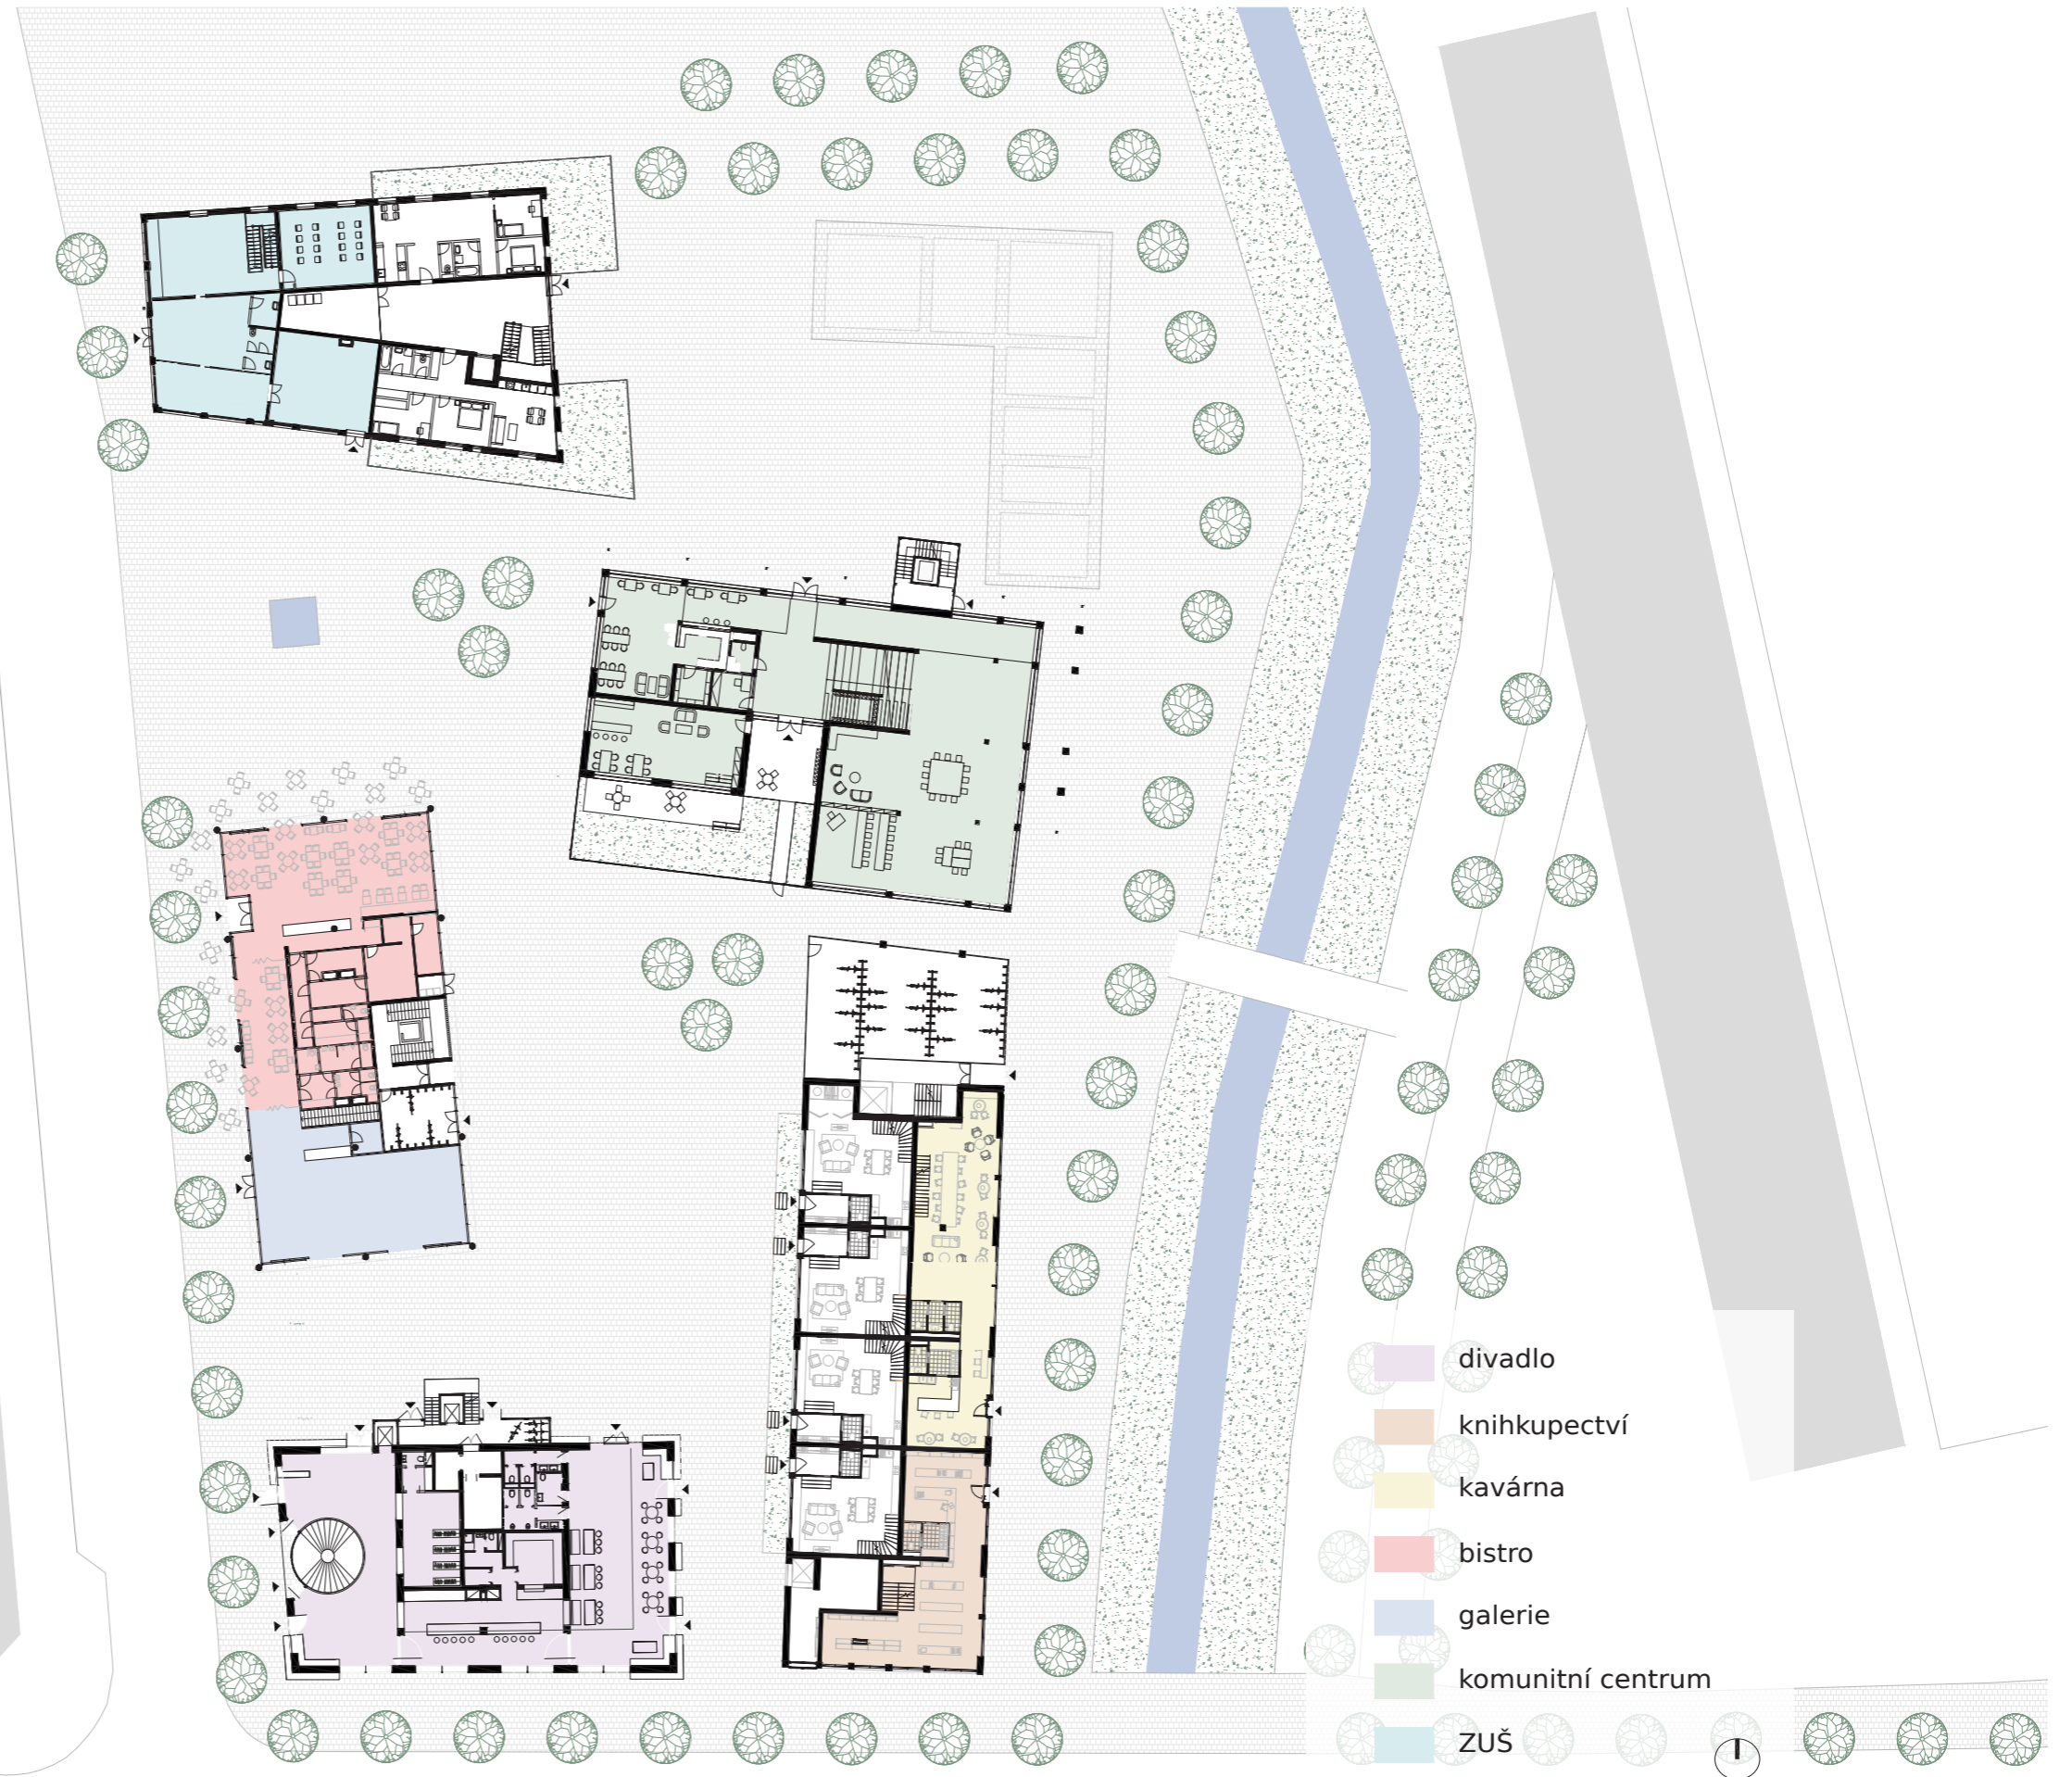 divadlo
knihkupectví
kavárna
bistro
galerie
komunitní centrum
ZUŠ